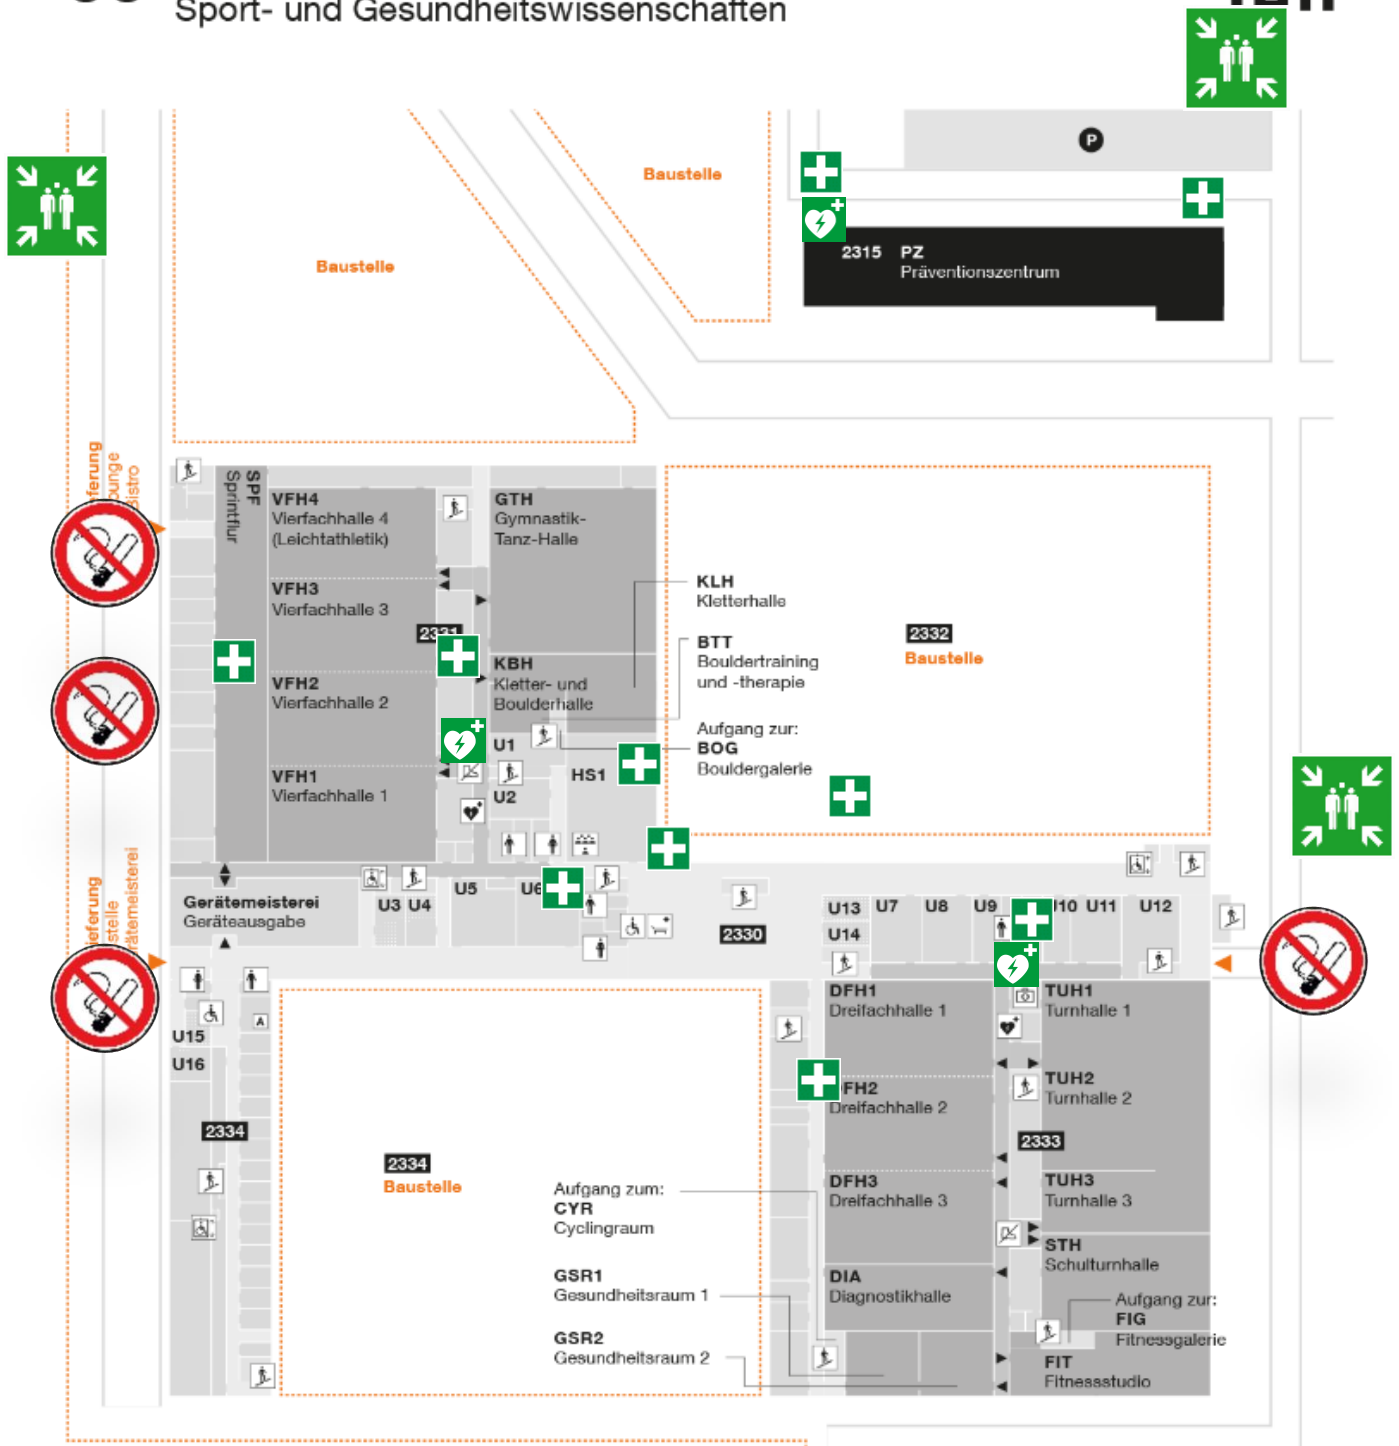 Sport- und Gesundheitswissenschaften
P
Baustelle
2315 PZ
Präventionszentrum
Baustelle
SPF
Sprintflur
VFH4
Vierfachhalle 4
(Leichtathletik)
GTH
Gymnastik-
Tanz-Halle
VFH3
Vierfachhalle 3
KLH
Kletterhalle
2332
Baustelle
BTT
Bouldertraining
und -therapie
KBH
Kletter- und
Boulderhalle
VFH2
Vierfachhalle 2
Aufgang zur:
BOG
Bouldergalerie
U1
HS1
VFH1
Vierfachhalle 1
U2
U5
U6
Gerätemeisterei
Geräteausgabe
U3 U4
U13
U7
U8
U9
U11
U12
U14
2330
DFH1
Dreifachhalle 1
TUH1
Turnhalle 1
A
U15
U16
TUH2
Turnhalle 2
Dreifachhalle 2
2334
2333
2334
Baustelle
DFH3
Dreifachhalle 3
TUH3
Turnhalle 3
Aufgang zum:
CYR
Cyclingraum
STH
Schulturnhalle
DIA
Diagnostikhalle
GSR1
Gesundheitsraum 1
Aufgang zur:
FIG
Fitnessgalerie
GSR2
Gesundheitsraum 2
FIT
Fitnessstudio